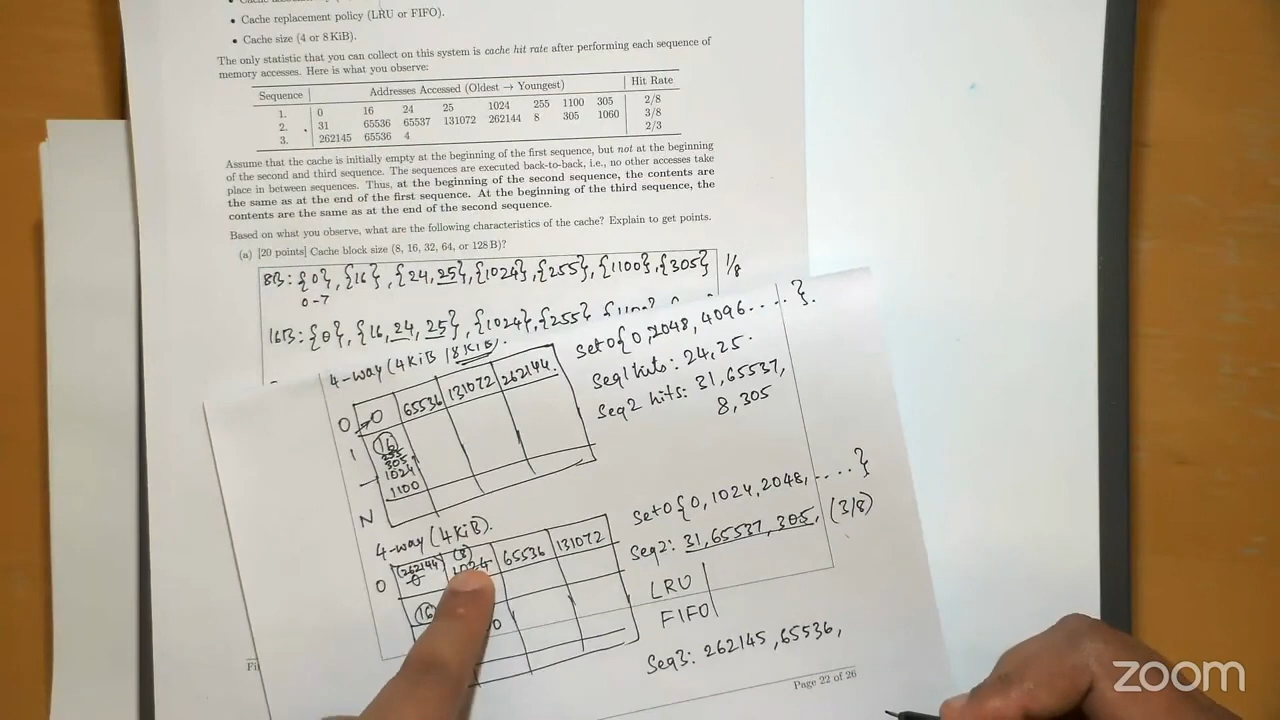 • Cache replacement policy (LRU or FIFO).
• Cache size (4 or 8 KiB).
The only statistic that you can collect on this system is cache hit rate after performing each sequence of
memory accesses. Here is what you observe:
Sequence Addresses Accessed (Oldest → Youngest) Hit Rate
1. 0 16 24 25 1024 255 1100 305 2/8
2. 31 65536 65537 131072 262144 8 305 1060 3/8
3. 262145 65536 4 2/3
Assume that the cache is initially empty at the beginning of the first sequence, but not at the beginning
of the second and third sequence. The sequences are executed back-to-back, i.e., no other accesses take
place in between sequences. Thus, at the beginning of the second sequence, the contents are
the same as at the end of the first sequence. At the beginning of the third sequence, the
contents are the same as at the end of the second sequence.
Based on what you observe, what are the following characteristics of the cache? Explain to get points.
(a) [20 points] Cache block size (8, 16, 32, 64, or 128 B)?
8B: {0}, {16}, {24, 25}, {1024}, {255}, {1100}, {305} 1/8
0-7
16B: {0}, {16, 24, 25}, {1024}, {255}
4-way (4KiB | 8KiB).
0 0 65536 131072 262144.
1 16
255
305
1024
1100
N
Set 0 {0, 2048, 4096 . . . . }.
Seq1 hits: 24, 25.
Seq2 hits: 31, 65537,
8, 305
4-way (4KiB).
0 (262144) 0 (8) 1024 65536 131072
16
Set 0 {0, 1024, 2048, . . . . }
Seq2: 31, 65537, 305, (3/8)
LRU
FIFO
Seq3: 262145, 65536,
Page 22 of 26
zoom